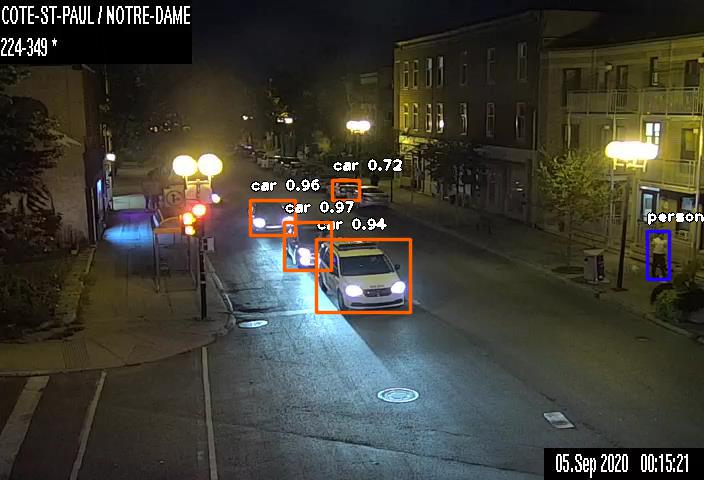 COTE-ST-PAUL / NOTRE-DAME
224-349 *
car 0.72
car 0.96
car 0.97
car 0.94
person
05.Sep 2020 00:15:21